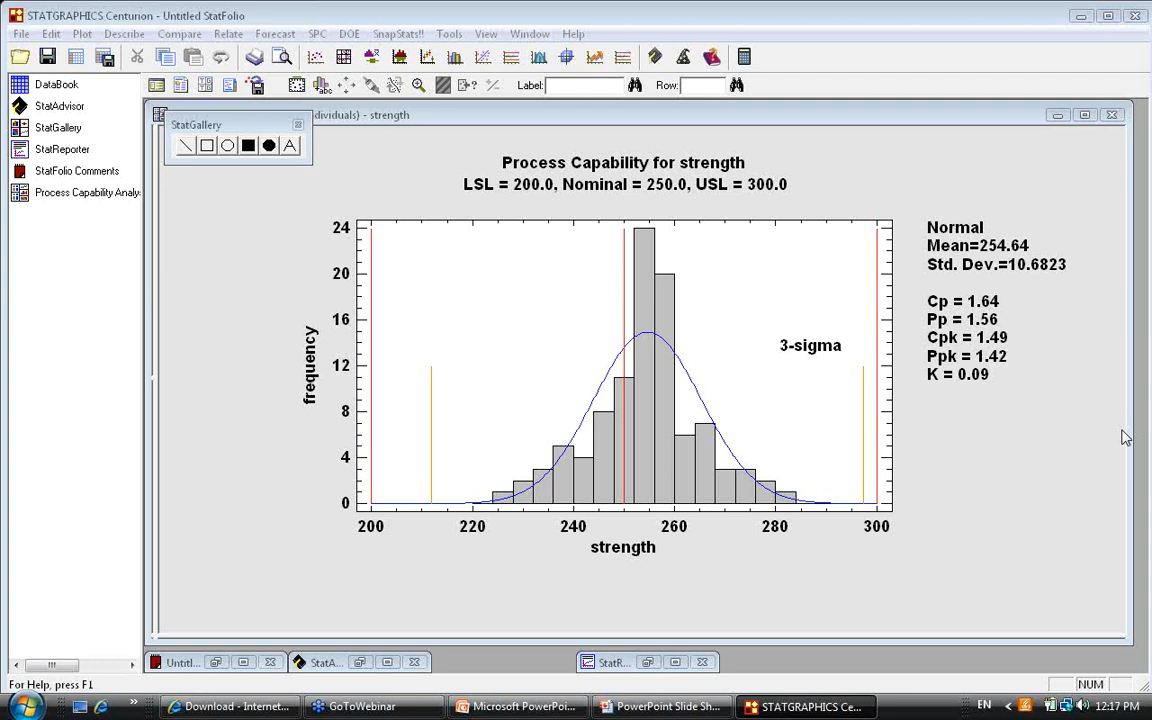 STATGRAPHICS Centurion - Untitled StatFolio
File Edit Plot Describe Compare Relate Forecast SPC DOE SnapStats!! Tools View Window Help
Label: Row:
DataBook
StatAdvisor
StatGallery
StatReporter
StatFolio Comments
Process Capability Analy
StatGallery
dividuals) - strength
A
Process Capability for strength
LSL = 200.0, Nominal = 250.0, USL = 300.0
24
20
16
12
8
4
0
frequency
200 220 240 260 280 300
strength
3-sigma
Normal
Mean=254.64
Std. Dev.=10.6823
Cp = 1.64
Pp = 1.56
Cpk = 1.49
Ppk = 1.42
K = 0.09
Untitl... StatA... StatR...
For Help, press F1
NUM
Download - Internet... GoToWebinar Microsoft PowerPoi... PowerPoint Slide Sh... STATGRAPHICS Ce... EN 12:17 PM